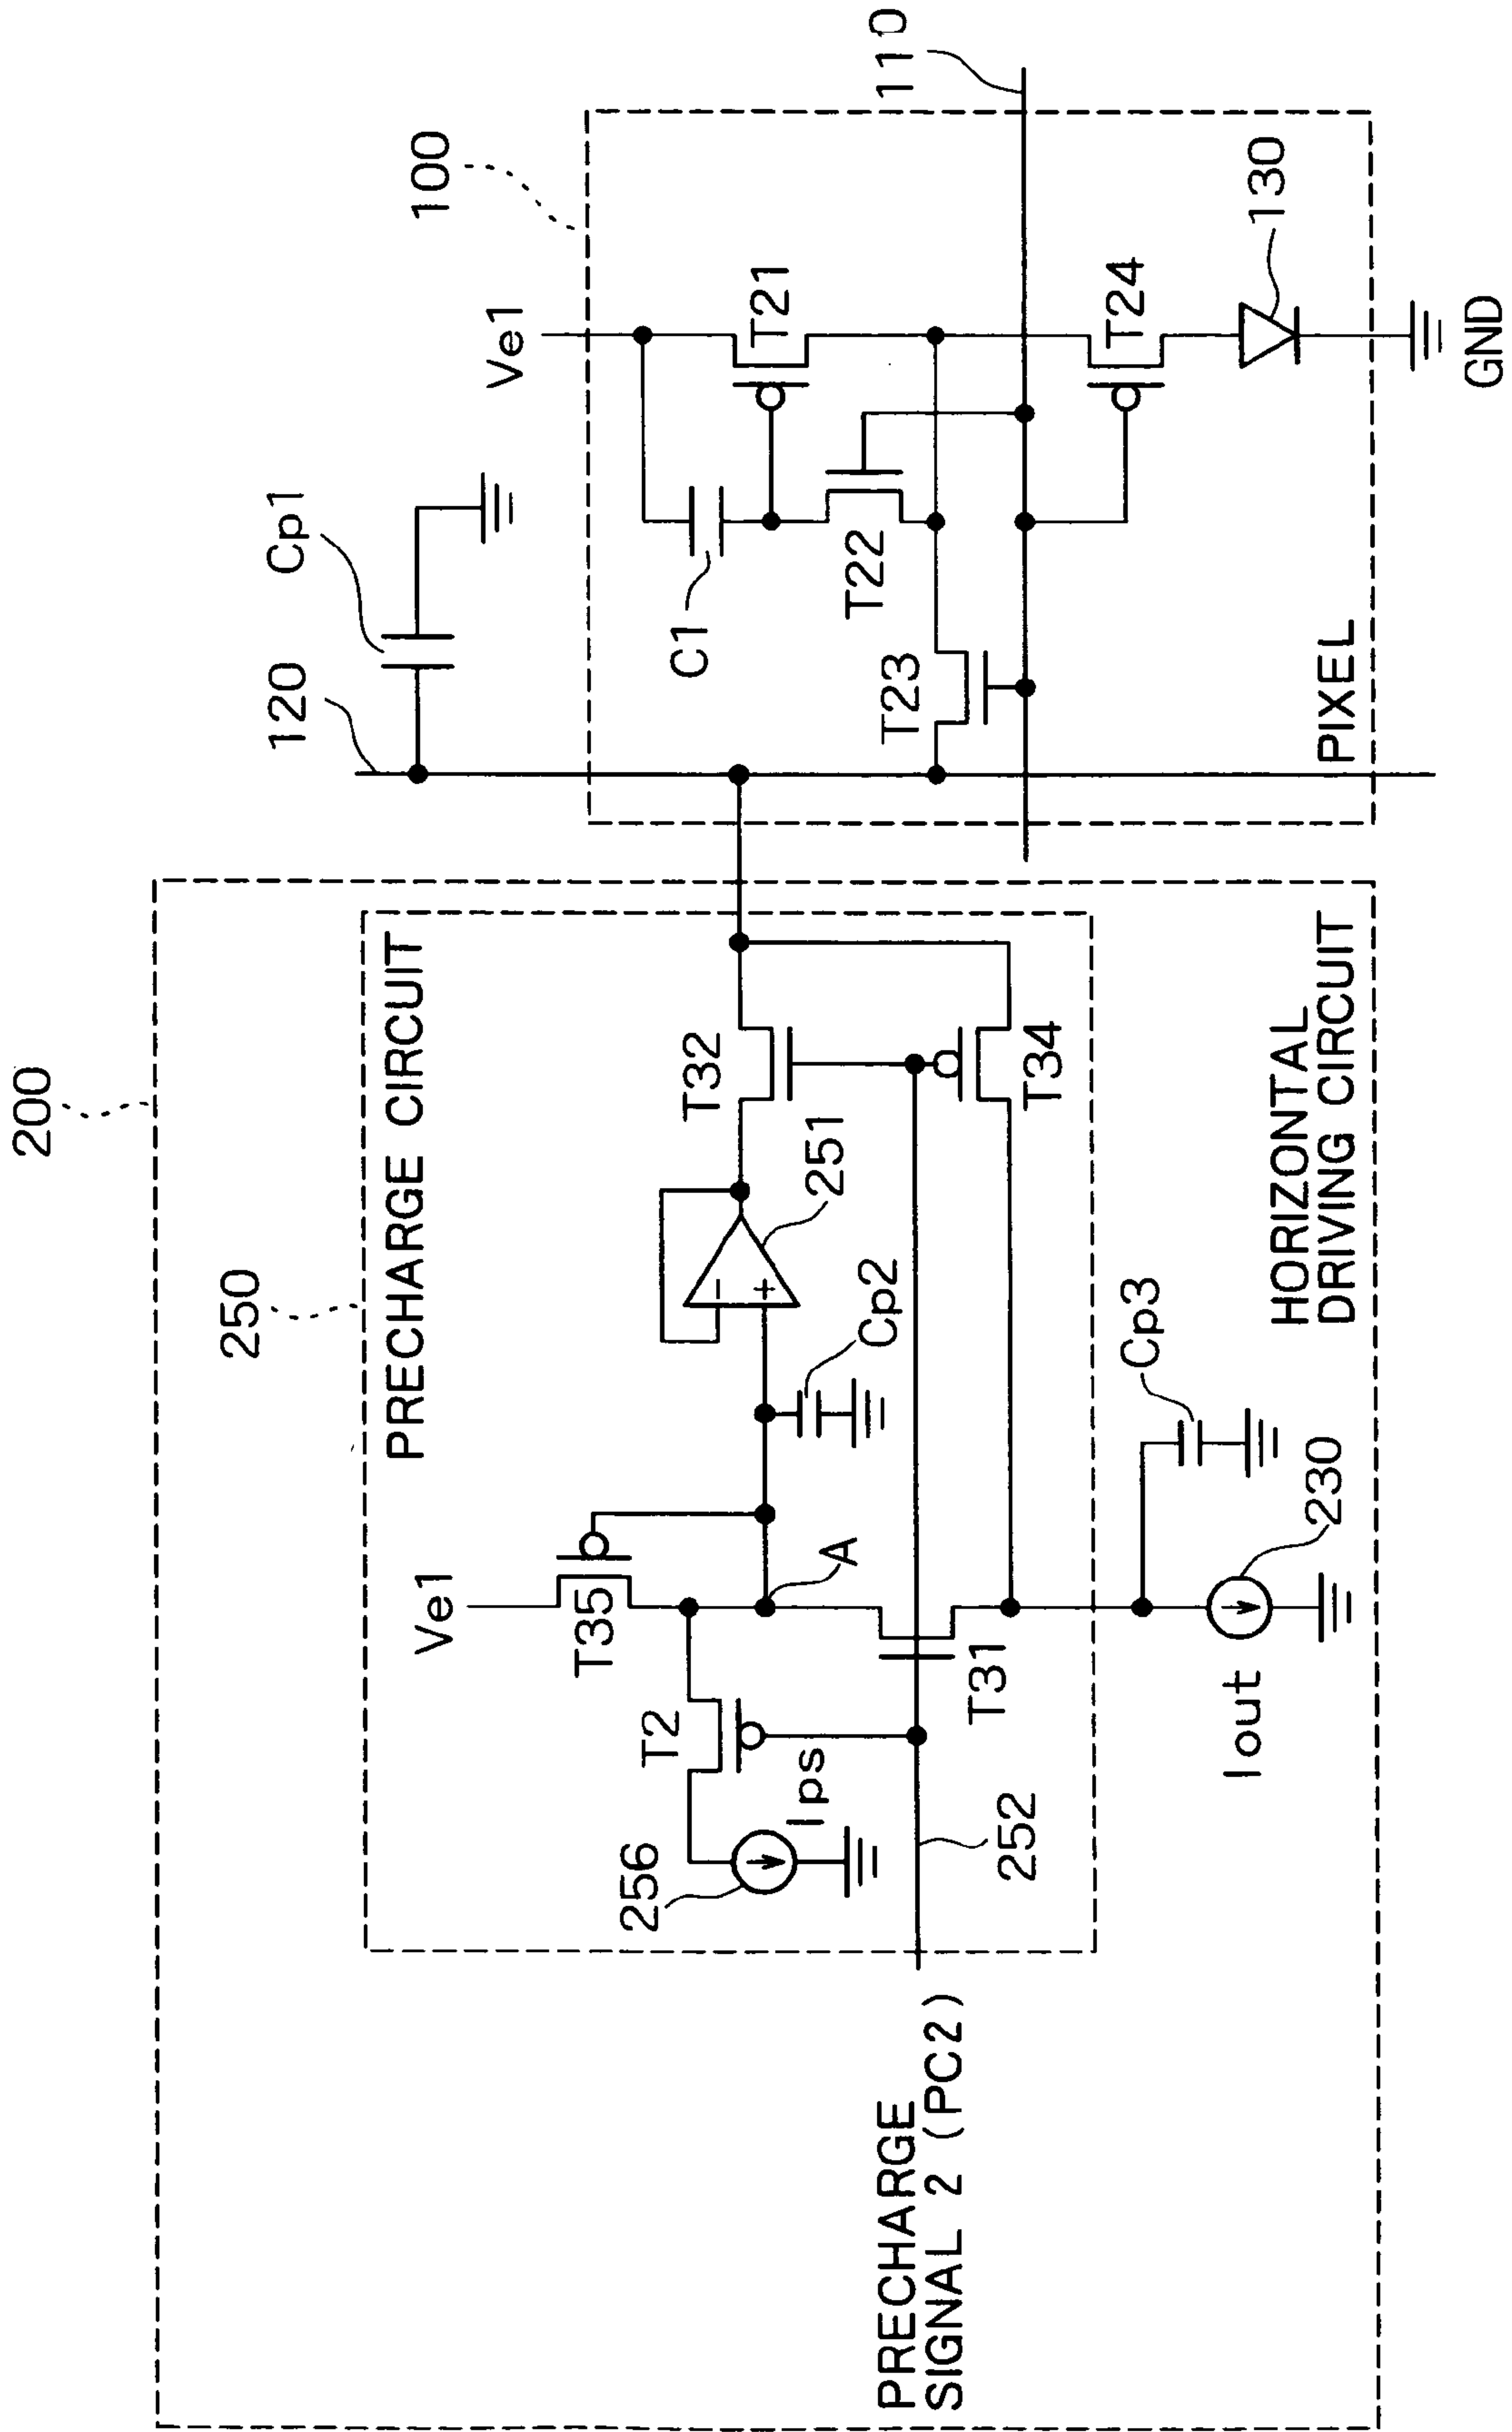 200
250
PRECHARGE CIRCUIT
Ve1
T35
T2
256
Ips
A
T31
252
251
Cp2
T32
T34
PRECHARGE
SIGNAL 2 (PC2)
Iout
230
Cp3
HORIZONTAL
DRIVING CIRCUIT
120
Cp1
100
Ve1
C1
T21
T22
T23
T24
110
130
PIXEL
GND